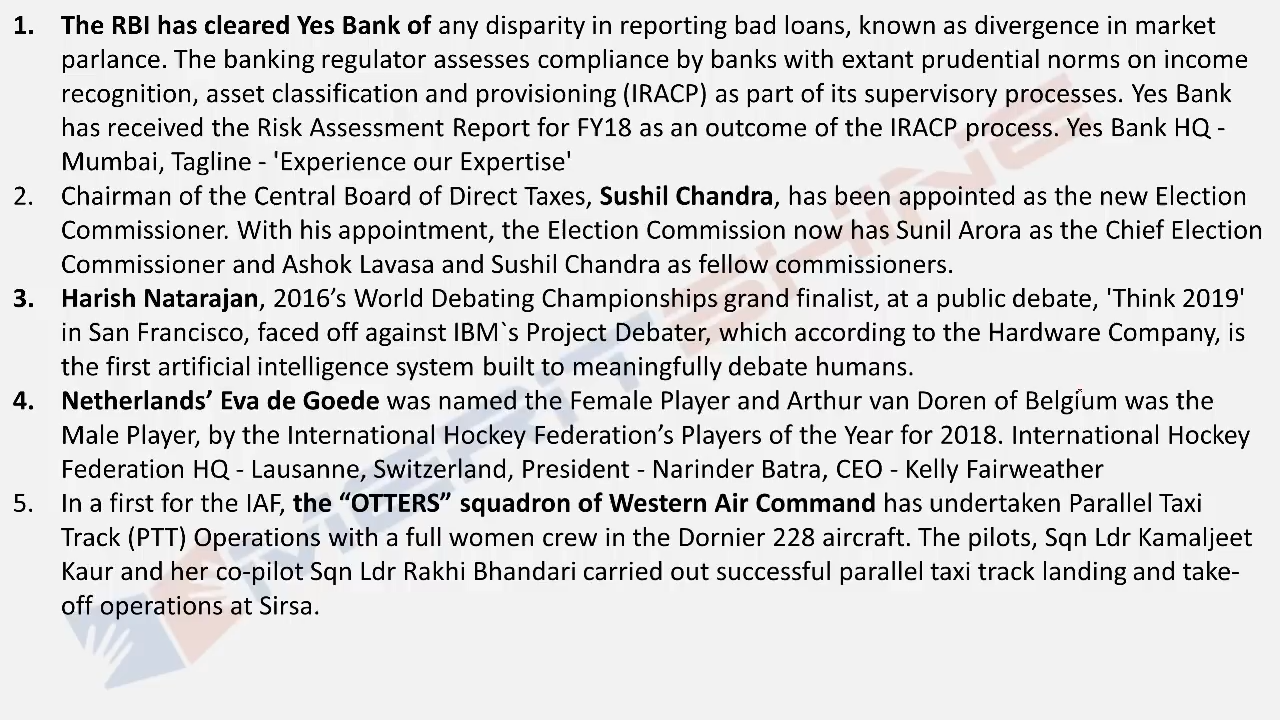 1. The RBI has cleared Yes Bank of any disparity in reporting bad loans, known as divergence in market
parlance. The banking regulator assesses compliance by banks with extant prudential norms on income
recognition, asset classification and provisioning (IRACP) as part of its supervisory processes. Yes Bank
has received the Risk Assessment Report for FY18 as an outcome of the IRACP process. Yes Bank HQ -
Mumbai, Tagline - 'Experience our Expertise'
2. Chairman of the Central Board of Direct Taxes, Sushil Chandra, has been appointed as the new Election
Commissioner. With his appointment, the Election Commission now has Sunil Arora as the Chief Election
Commissioner and Ashok Lavasa and Sushil Chandra as fellow commissioners.
3. Harish Natarajan, 2016’s World Debating Championships grand finalist, at a public debate, 'Think 2019'
in San Francisco, faced off against IBM`s Project Debater, which according to the Hardware Company, is
the first artificial intelligence system built to meaningfully debate humans.
4. Netherlands’ Eva de Goede was named the Female Player and Arthur van Doren of Belgium was the
Male Player, by the International Hockey Federation’s Players of the Year for 2018. International Hockey
Federation HQ - Lausanne, Switzerland, President - Narinder Batra, CEO - Kelly Fairweather
5. In a first for the IAF, the “OTTERS” squadron of Western Air Command has undertaken Parallel Taxi
Track (PTT) Operations with a full women crew in the Dornier 228 aircraft. The pilots, Sqn Ldr Kamaljeet
Kaur and her co-pilot Sqn Ldr Rakhi Bhandari carried out successful parallel taxi track landing and take-
off operations at Sirsa.
MERITSHINE